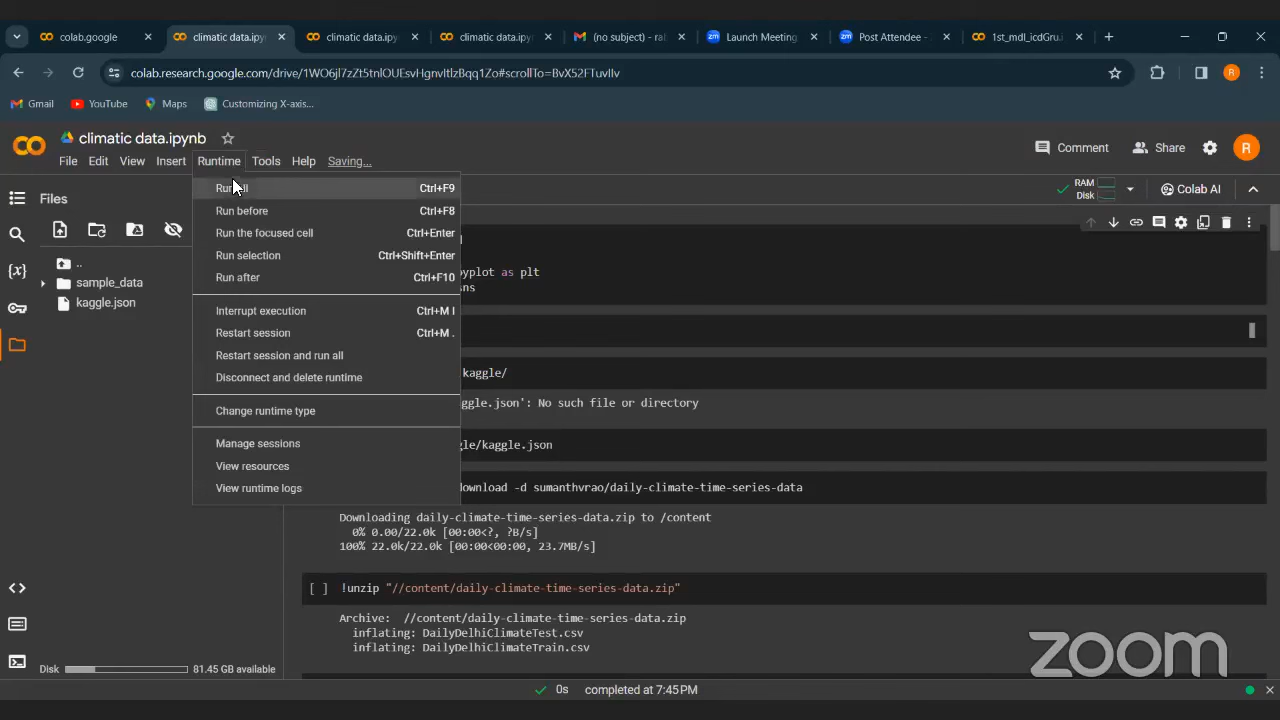 colab.google
climatic data.ipyn
climatic data.ipyn
climatic data.ipyn
(no subject) - ral
Launch Meeting
Post Attendee -
1st_mdl_icdGru.
colab.research.google.com/drive/1WO6jl7zZt5tnlOUEsvHgnvItlzBqq1Zo#scrollTo=BvX52FTuvIlv
R
Gmail
YouTube
Maps
Customizing X-axis...
climatic data.ipynb
File Edit View Insert Runtime Tools Help Saving...
Comment
Share
R
Files
RAM
Disk
Colab AI
Run all Ctrl+F9
Run before Ctrl+F8
Run the focused cell Ctrl+Enter
Run selection Ctrl+Shift+Enter
Run after Ctrl+F10
Interrupt execution Ctrl+M I
Restart session Ctrl+M .
Restart session and run all
Disconnect and delete runtime
Change runtime type
Manage sessions
View resources
View runtime logs
{x}
..
sample_data
kaggle.json
yplot as plt
ns
kaggle/
ggle.json': No such file or directory
gle/kaggle.json
ownload -d sumanthvrao/daily-climate-time-series-data
Downloading daily-climate-time-series-data.zip to /content
0% 0.00/22.0k [00:00<?, ?B/s]
100% 22.0k/22.0k [00:00<00:00, 23.7MB/s]
[ ] !unzip "//content/daily-climate-time-series-data.zip"
Archive: //content/daily-climate-time-series-data.zip
inflating: DailyDelhiClimateTest.csv
inflating: DailyDelhiClimateTrain.csv
Disk 81.45 GB available
zoom
0s completed at 7:45 PM